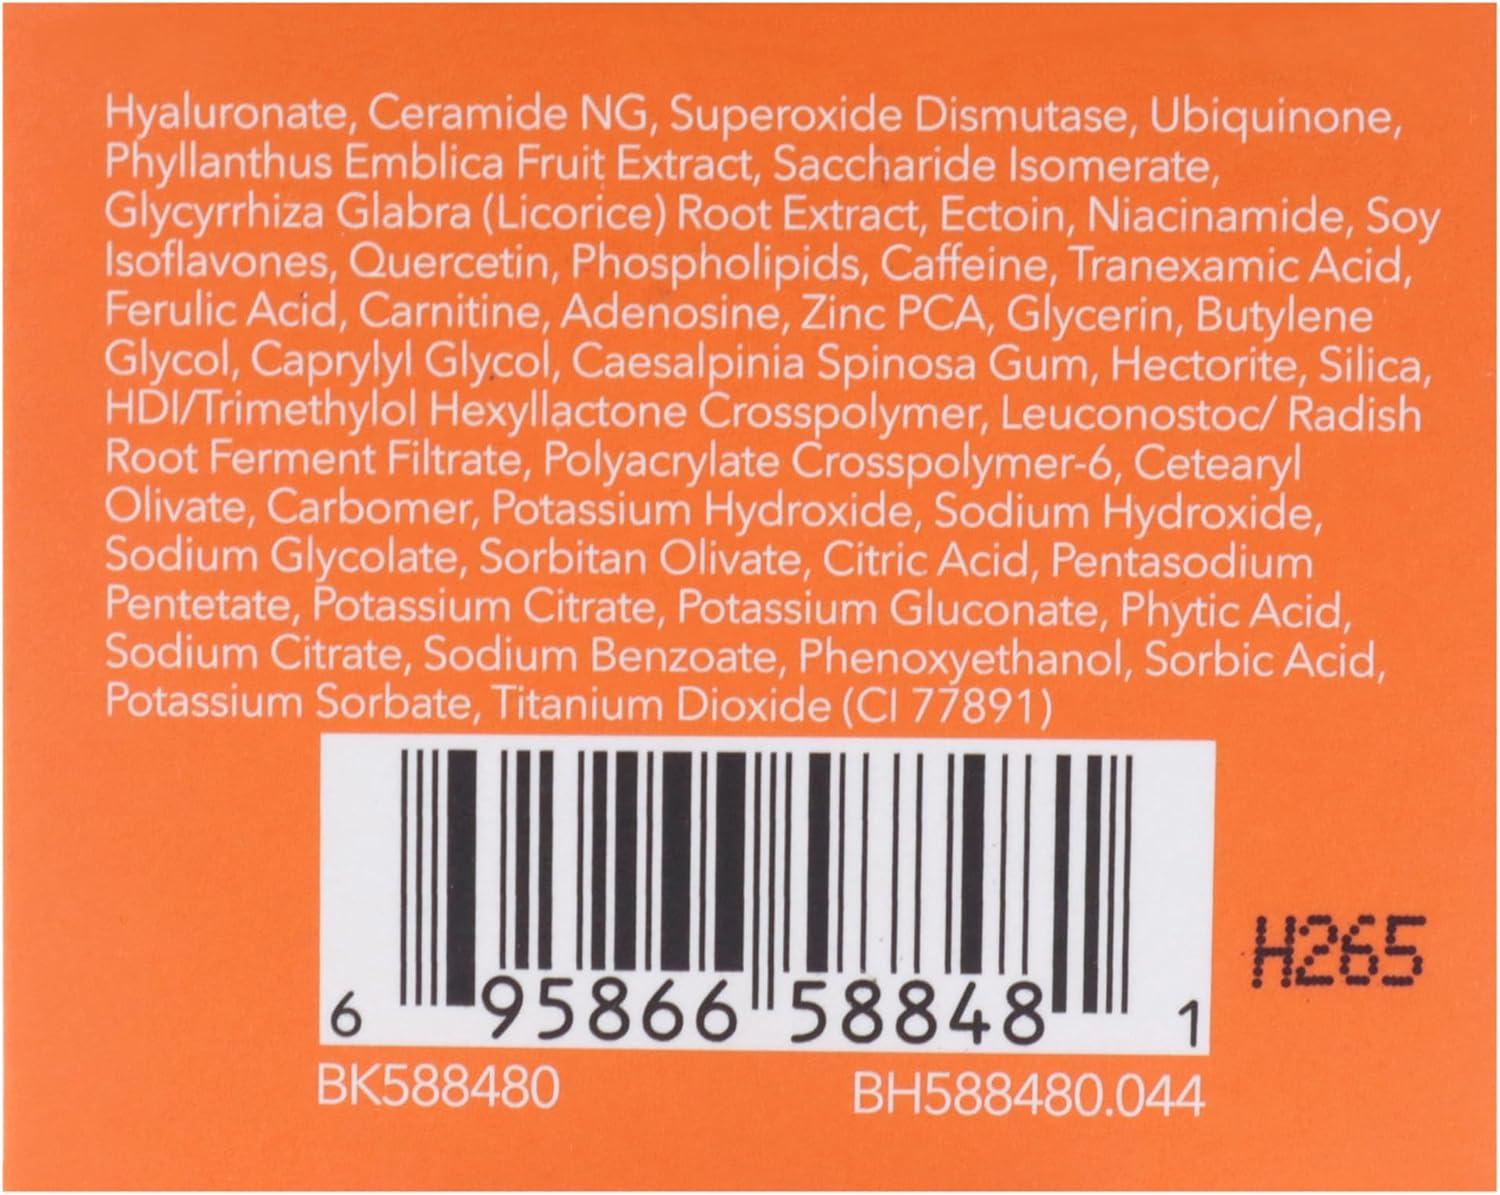 Hyaluronate, Ceramide NG, Superoxide Dismutase, Ubiquinone,
Phyllanthus Emblica Fruit Extract, Saccharide Isomerate,
Glycyrrhiza Glabra (Licorice) Root Extract, Ectoin, Niacinamide, Soy
Isoflavones, Quercetin, Phospholipids, Caffeine, Tranexamic Acid,
Ferulic Acid, Carnitine, Adenosine, Zinc PCA, Glycerin, Butylene
Glycol, Caprylyl Glycol, Caesalpinia Spinosa Gum, Hectorite, Silica,
HDI/Trimethylol Hexyllactone Crosspolymer, Leuconostoc/ Radish
Root Ferment Filtrate, Polyacrylate Crosspolymer-6, Cetearyl
Olivate, Carbomer, Potassium Hydroxide, Sodium Hydroxide,
Sodium Glycolate, Sorbitan Olivate, Citric Acid, Pentasodium
Pentetate, Potassium Citrate, Potassium Gluconate, Phytic Acid,
Sodium Citrate, Sodium Benzoate, Phenoxyethanol, Sorbic Acid,
Potassium Sorbate, Titanium Dioxide (CI 77891)
H265
6 95866 58848 1
BK588480 BH588480.044